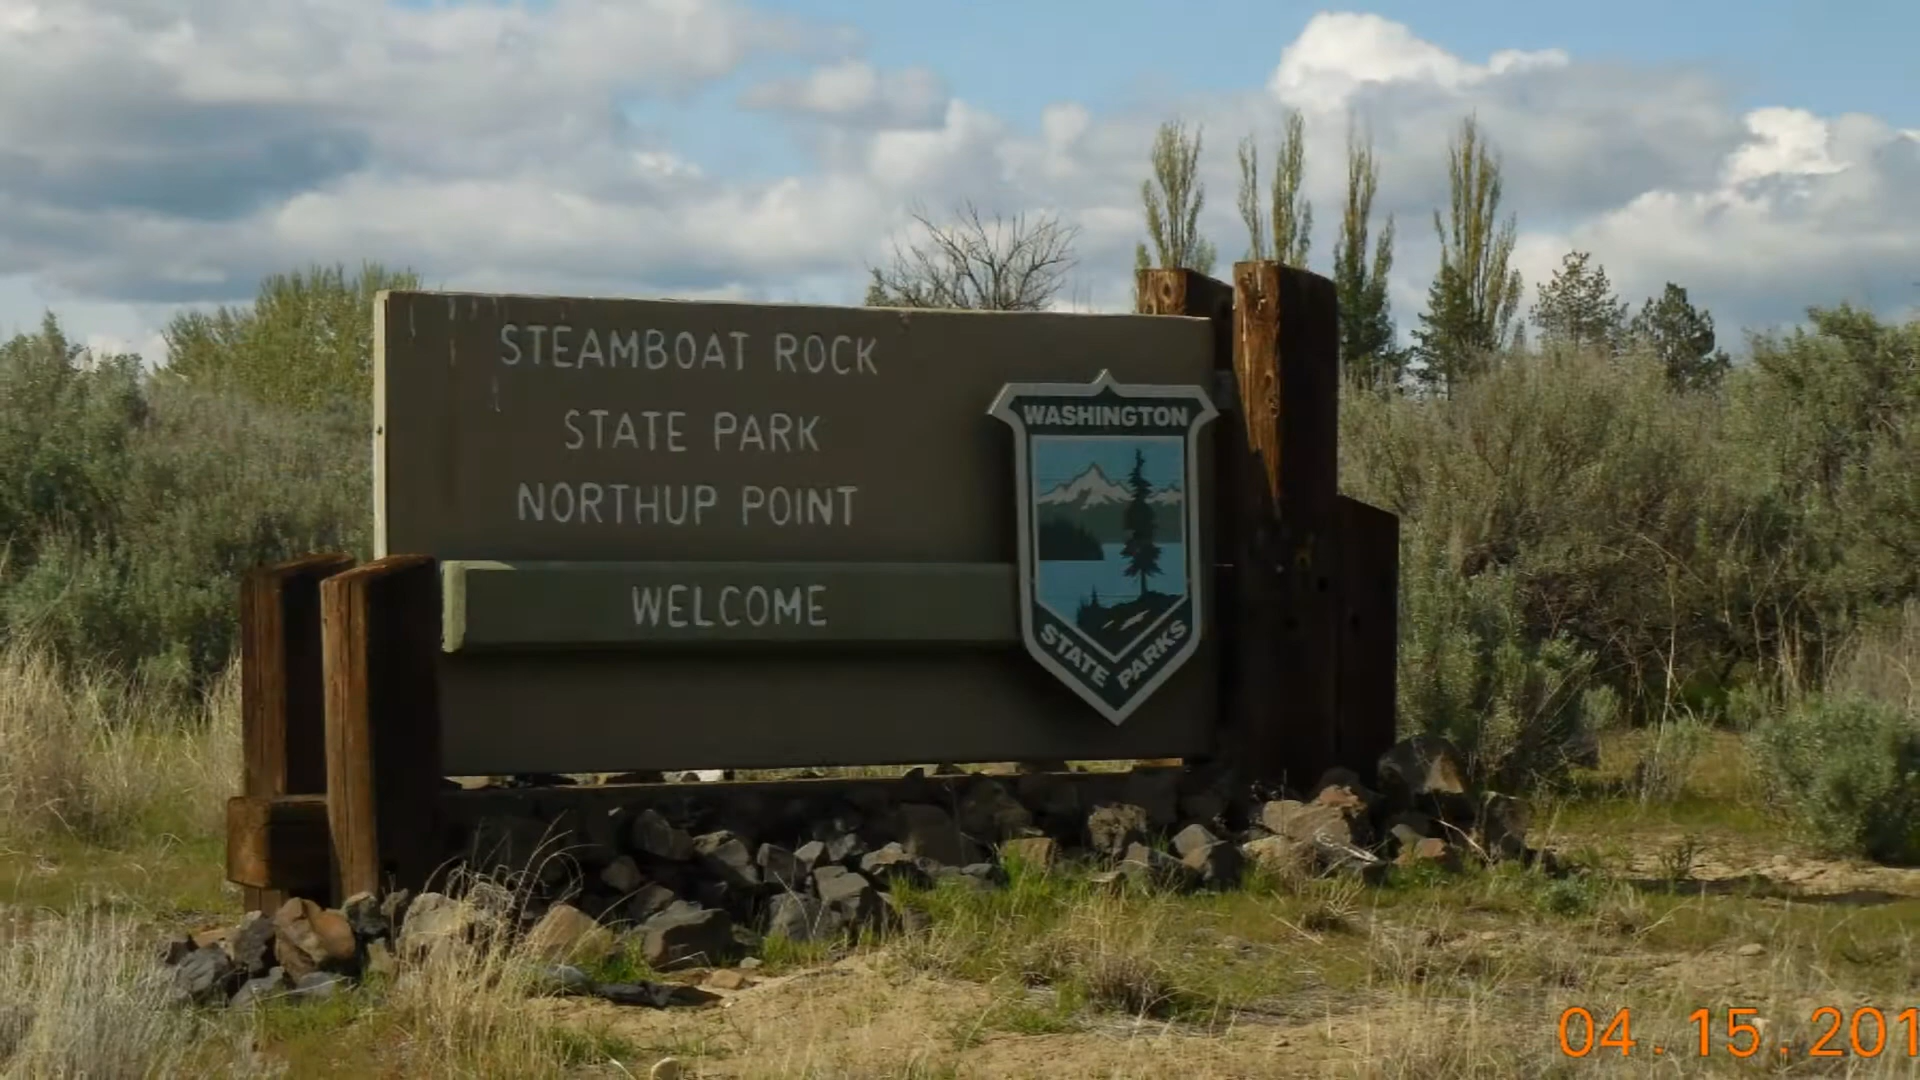 STEAMBOAT ROCK
STATE PARK
NORTHUP POINT
WELCOME
WASHINGTON
STATE PARKS
04.15.201